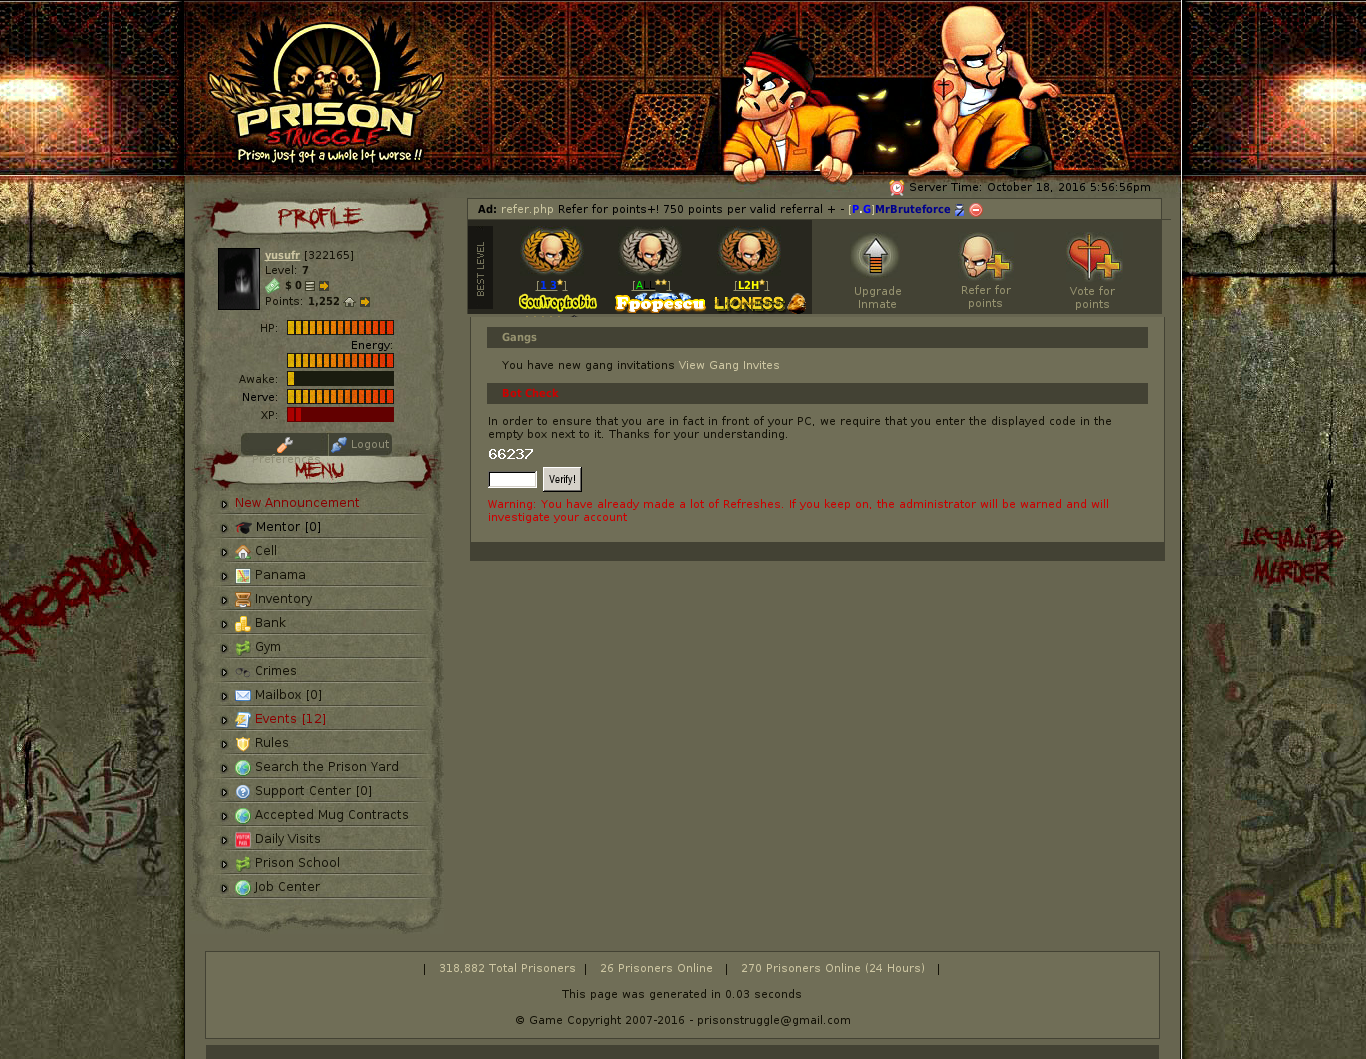 PRISON
STRUGGLE
Prison just got a whole lot worse !!
Server Time: October 18, 2016 5:56:56pm
PROFILE
yusufr [322165]
Level: 7
$ 0
Points: 1,252
HP:
Energy:
Awake:
Nerve:
XP:
Preferences
Logout
MENU
New Announcement
Mentor [0]
Cell
Panama
Inventory
Bank
Gym
Crimes
Mailbox [0]
Events [12]
Rules
Search the Prison Yard
Support Center [0]
Accepted Mug Contracts
Daily Visits
Prison School
Job Center
Ad: refer.php Refer for points+! 750 points per valid referral + - [P.G]MrBruteforce
BEST LEVEL
[L2H*]
Controphobia
Fpopescu
LIONESS
Upgrade
Inmate
Refer for
points
Vote for
points
Gangs
You have new gang invitations View Gang Invites
Bot Check
In order to ensure that you are in fact in front of your PC, we require that you enter the displayed code in the
empty box next to it. Thanks for your understanding.
66237
Verify!
Warning: You have already made a lot of Refreshes. If you keep on, the administrator will be warned and will
investigate your account
FREEDOM
LEGALIZE
MURDER
| 318,882 Total Prisoners | 26 Prisoners Online | 270 Prisoners Online (24 Hours) |
This page was generated in 0.03 seconds
© Game Copyright 2007-2016 - prisonstruggle@gmail.com